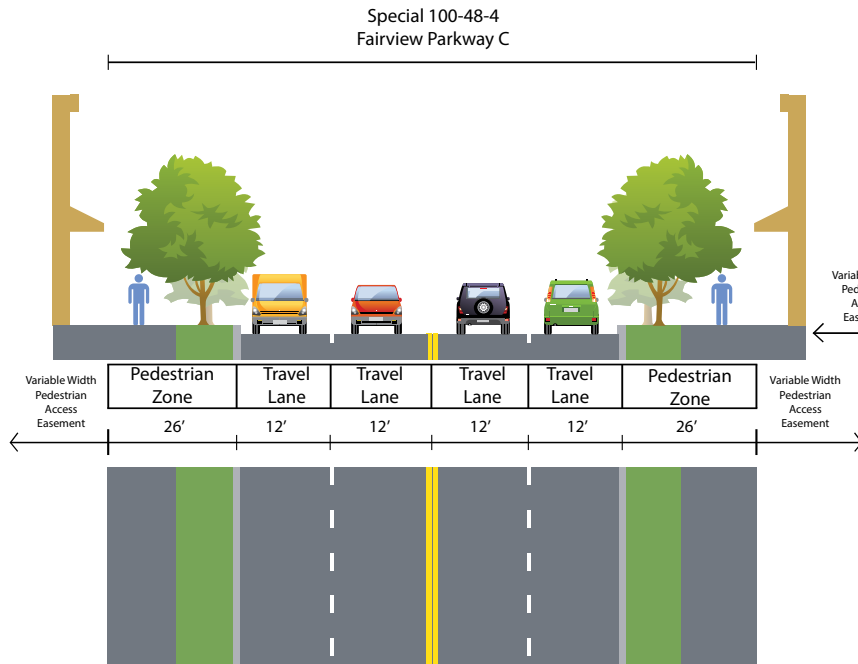 Special 100-48-4
Fairview Parkway C
Variable Width
Pedestrian
Access
Easement
Pedestrian
Zone
Travel
Lane
Travel
Lane
Travel
Lane
Travel
Lane
Pedestrian
Zone
Variable Width
Pedestrian
Access
Easement
26′
12′
12′
12′
12′
26′